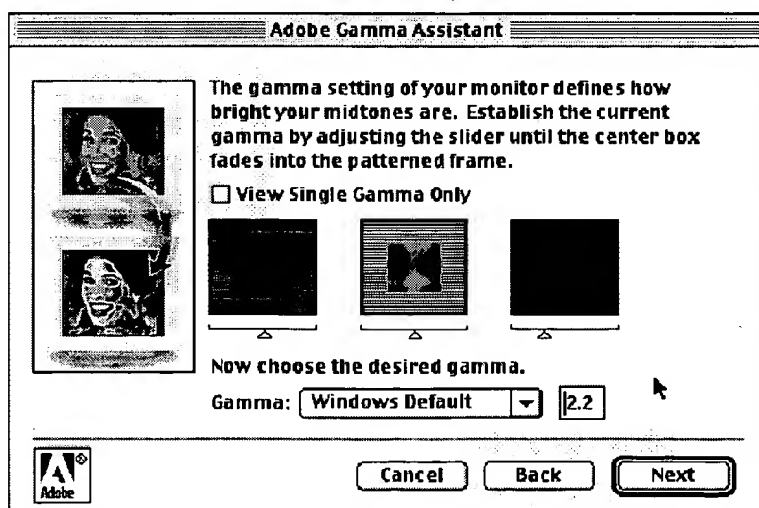 Adobe Gamma Assistant
The gamma setting of your monitor defines how
bright your midtones are. Establish the current
gamma by adjusting the slider until the center box
fades into the patterned frame.
View Single Gamma Only
Now choose the desired gamma.
Gamma: Windows Default 2.2
Adobe
Cancel Back Next